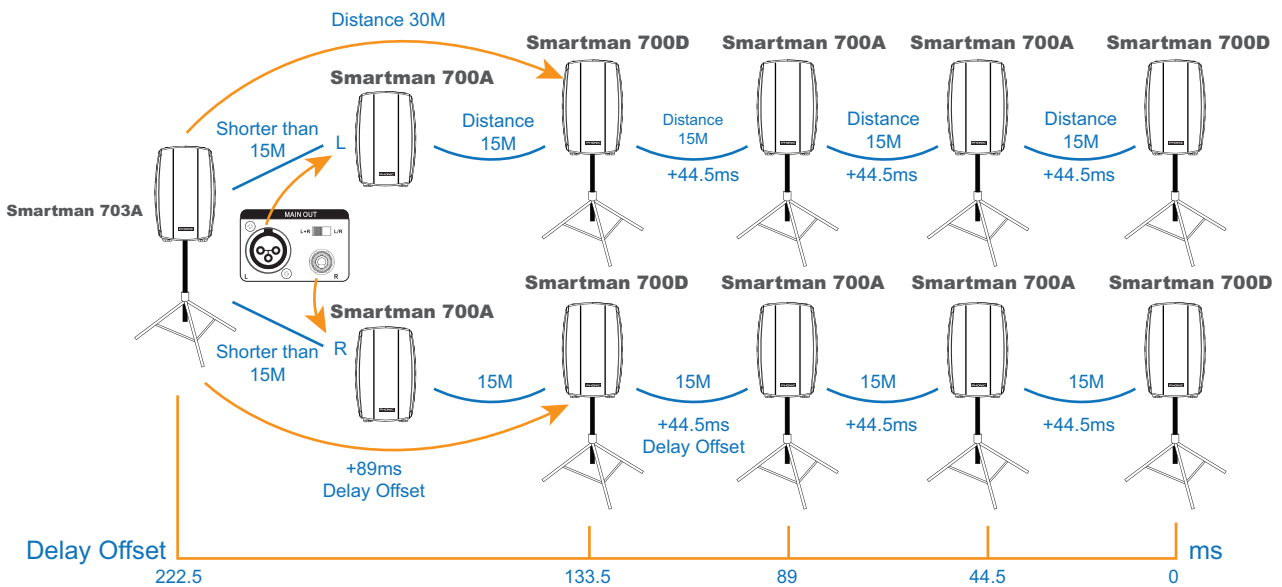 Distance 30M
Smartman 700D
Smartman 700A
Smartman 700A
Smartman 700D
Smartman 700A
Shorter than
15M
L
Distance
15M
Distance
15M
+44.5ms
Distance
15M
+44.5ms
Distance
15M
+44.5ms
Smartman 703A
MAIN OUT
L+R
L/R
L
R
Smartman 700A
Smartman 700D
Smartman 700A
Smartman 700A
Smartman 700D
Shorter than
15M
R
15M
15M
+44.5ms
Delay Offset
15M
+44.5ms
15M
+44.5ms
+89ms
Delay Offset
Delay Offset
ms
222.5
133.5
89
44.5
0